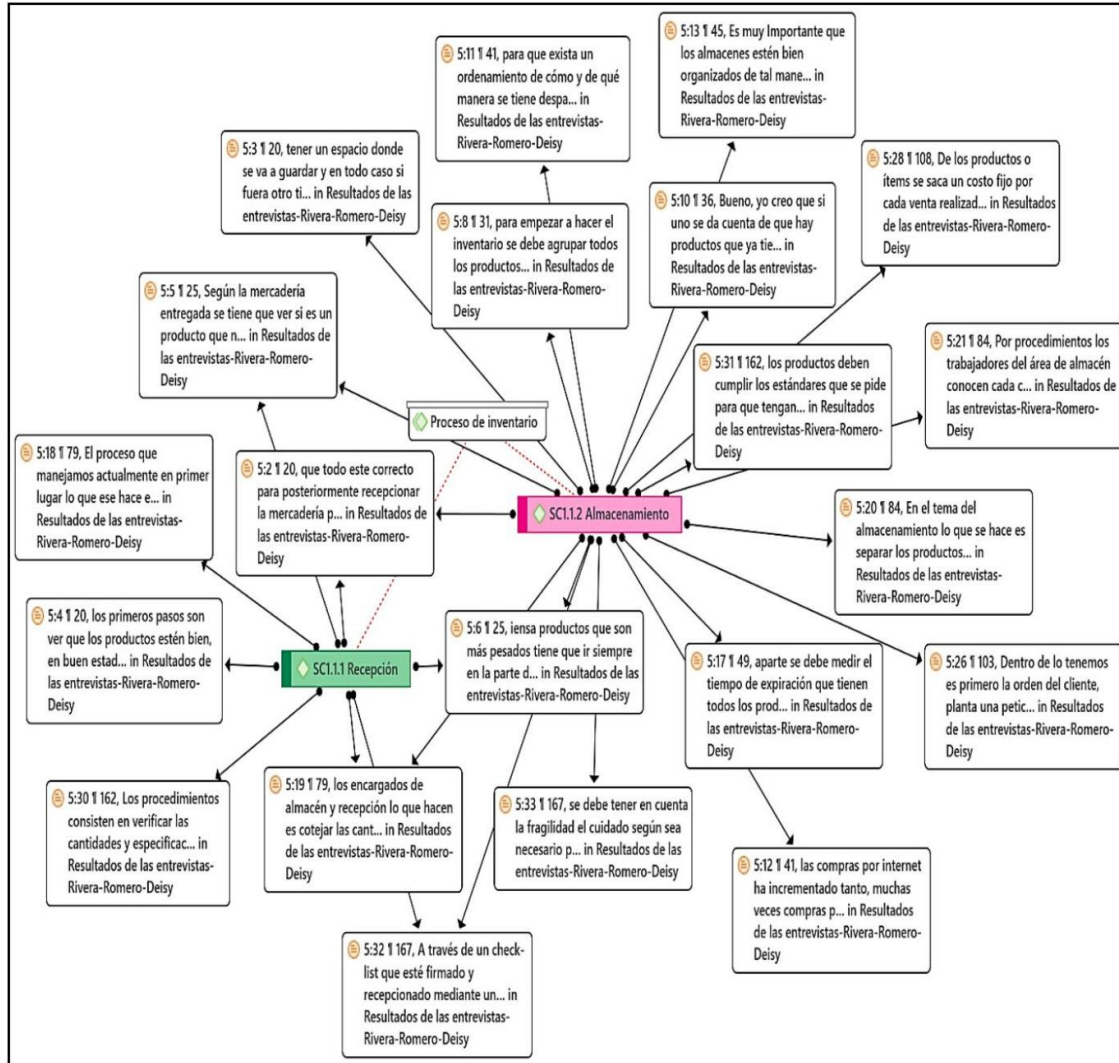 5:13 ¶ 45, Es muy Importante que
los almacenes estén bien
organizados de tal mane... in
Resultados de las entrevistas-
Rivera-Romero-Deisy
5:11 ¶ 41, para que exista un
ordenamiento de cómo y de qué
manera se tiene despa... in
Resultados de las entrevistas-
Rivera-Romero-Deisy
5:3 ¶ 20, tener un espacio donde
se va a guardar y en todo caso si
fuera otro ti... in Resultados de las
entrevistas-Rivera-Romero-Deisy
5:28 ¶ 108, De los productos o
ítems se saca un costo fijo por
cada venta realizad... in Resultados
de las entrevistas-Rivera-Romero-
Deisy
5:8 ¶ 31, para empezar a hacer el
inventario se debe agrupar todos
los productos... in Resultados de
las entrevistas-Rivera-Romero-
Deisy
5:10 ¶ 36, Bueno, yo creo que si
uno se da cuenta de que hay
productos que ya tie... in
Resultados de las entrevistas-
Rivera-Romero-Deisy
5:5 ¶ 25, Según la mercadería
entregada se tiene que ver si es un
producto que n... in Resultados de
las entrevistas-Rivera-Romero-
Deisy
5:21 ¶ 84, Por procedimientos los
trabajadores del área de almacén
conocen cada c... in Resultados de
las entrevistas-Rivera-Romero-
Deisy
5:31 ¶ 162, los productos deben
cumplir los estándares que se pide
para que tengan... in Resultados
de las entrevistas-Rivera-Romero-
Deisy
Proceso de inventario
5:18 ¶ 79, El proceso que
manejamos actualmente en primer
lugar lo que ese hace e... in
Resultados de las entrevistas-
Rivera-Romero-Deisy
5:2 ¶ 20, que todo este correcto
para posteriormente recepcionar
la mercadería p... in Resultados de
las entrevistas-Rivera-Romero-
Deisy
SC1.1.2 Almacenamiento
5:20 ¶ 84, En el tema del
almacenamiento lo que se hace es
separar los productos... in
Resultados de las entrevistas-
Rivera-Romero-Deisy
5:4 ¶ 20, los primeros pasos son
ver que los productos estén bien,
en buen estad... in Resultados de
las entrevistas-Rivera-Romero-
Deisy
SC1.1.1 Recepción
5:6 ¶ 25, iensa productos que son
más pesados tiene que ir siempre
en la parte d... in Resultados de
las entrevistas-Rivera-Romero-
Deisy
5:17 ¶ 49, aparte se debe medir el
tiempo de expiración que tienen
todos los prod... in Resultados de
las entrevistas-Rivera-Romero-
Deisy
5:26 ¶ 103, Dentro de lo tenemos
es primero la orden del cliente,
planta una petic... in Resultados
de las entrevistas-Rivera-Romero-
Deisy
5:30 ¶ 162, Los procedimientos
consisten en verificar las
cantidades y especificac... in
Resultados de las entrevistas-
Rivera-Romero-Deisy
5:19 ¶ 79, los encargados de
almacén y recepción lo que hacen
es cotejar las cant... in Resultados
de las entrevistas-Rivera-Romero-
Deisy
5:33 ¶ 167, se debe tener en cuenta
la fragilidad el cuidado según sea
necesario p... in Resultados de las
entrevistas-Rivera-Romero-Deisy
5:12 ¶ 41, las compras por internet
ha incrementado tanto, muchas
veces compras p... in Resultados
de las entrevistas-Rivera-Romero-
Deisy
5:32 ¶ 167, A través de un check-
list que esté firmado y
recepcionado mediante un... in
Resultados de las entrevistas-
Rivera-Romero-Deisy